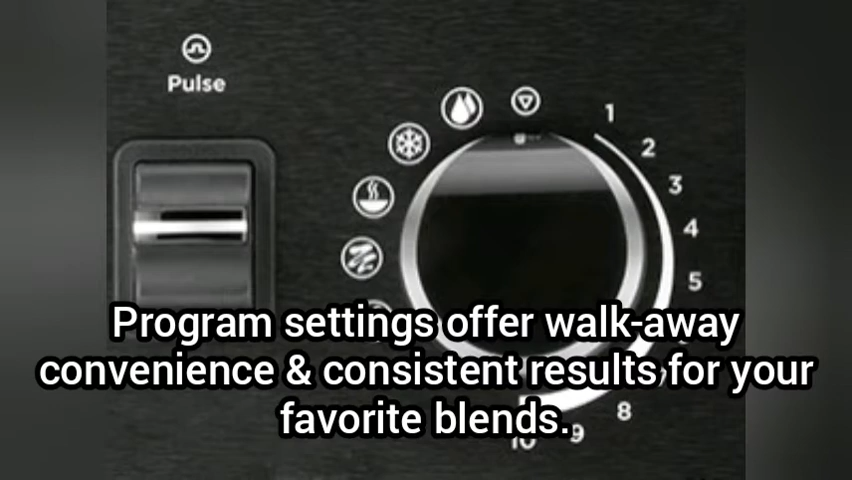 Pulse
1
2
3
4
5
Program settings offer walk-away
convenience & consistent results for your
favorite blends.
8
9
10